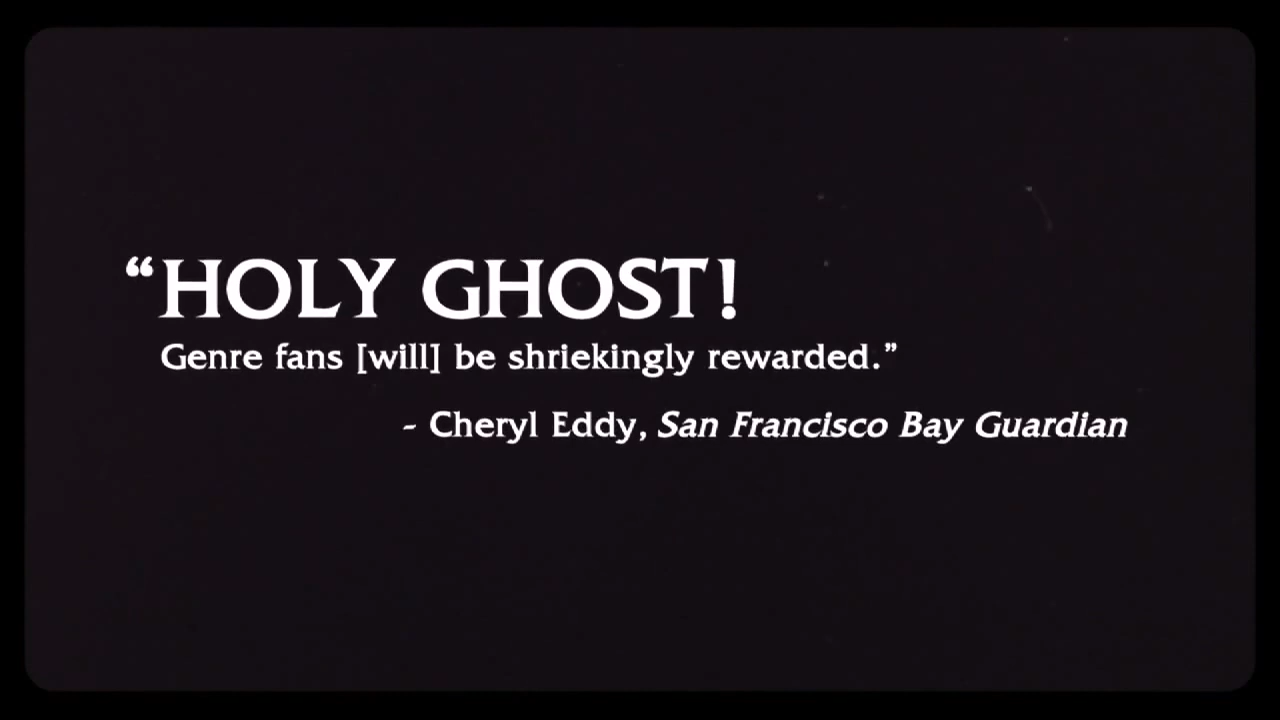 “HOLY GHOST!
Genre fans [will] be shriekingly rewarded.”
- Cheryl Eddy, San Francisco Bay Guardian